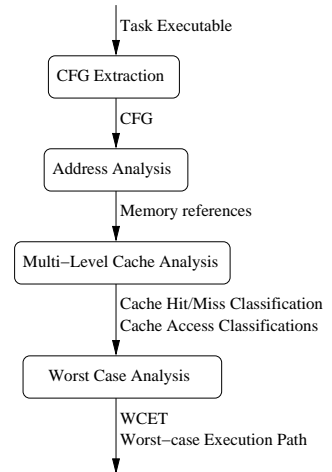 Task Executable
CFG Extraction
CFG
Address Analysis
Memory references
Multi−Level Cache Analysis
Cache Hit/Miss Classification
Cache Access Classifications
Worst Case Analysis
WCET
Worst−case Execution Path